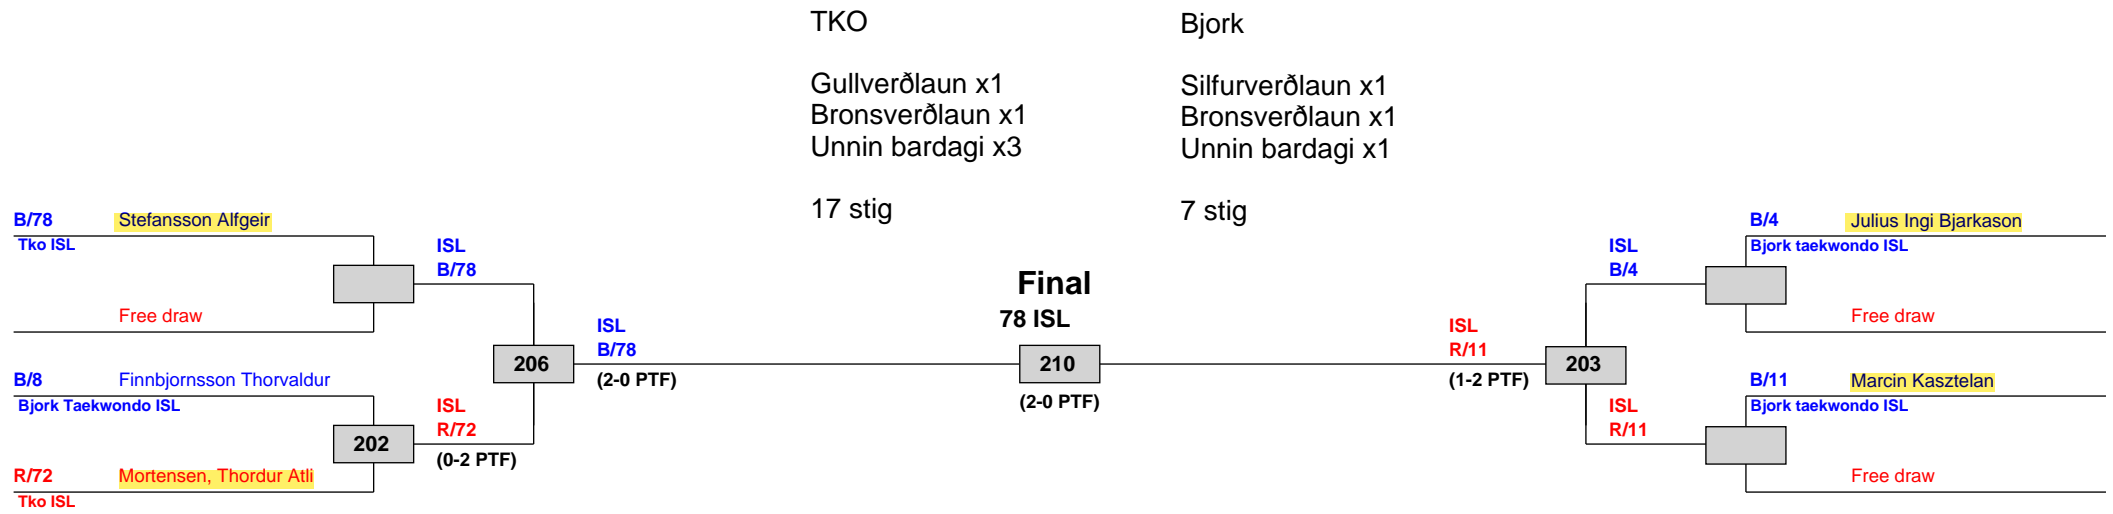 TKO
Gullverðlaun x1
Bronsverðlaun x1
Unnin bardagi x3
17 stig
Bjork
Silfurverðlaun x1
Bronsverðlaun x1
Unnin bardagi x1
7 stig
B/78 Stefansson Alfgeir
Tko ISL
Free draw
ISL
B/78
B/8 Finnbjornsson Thorvaldur
Bjork Taekwondo ISL
202
R/72 Mortensen, Thordur Atli
Tko ISL
ISL
R/72
(0-2 PTF)
206
ISL
B/78
(2-0 PTF)
Final
78 ISL
210
(2-0 PTF)
ISL
R/11
(1-2 PTF)
203
ISL
B/4
ISL
R/11
B/4 Julius Ingi Bjarkason
Bjork taekwondo ISL
Free draw
B/11 Marcin Kasztelan
Bjork taekwondo ISL
Free draw